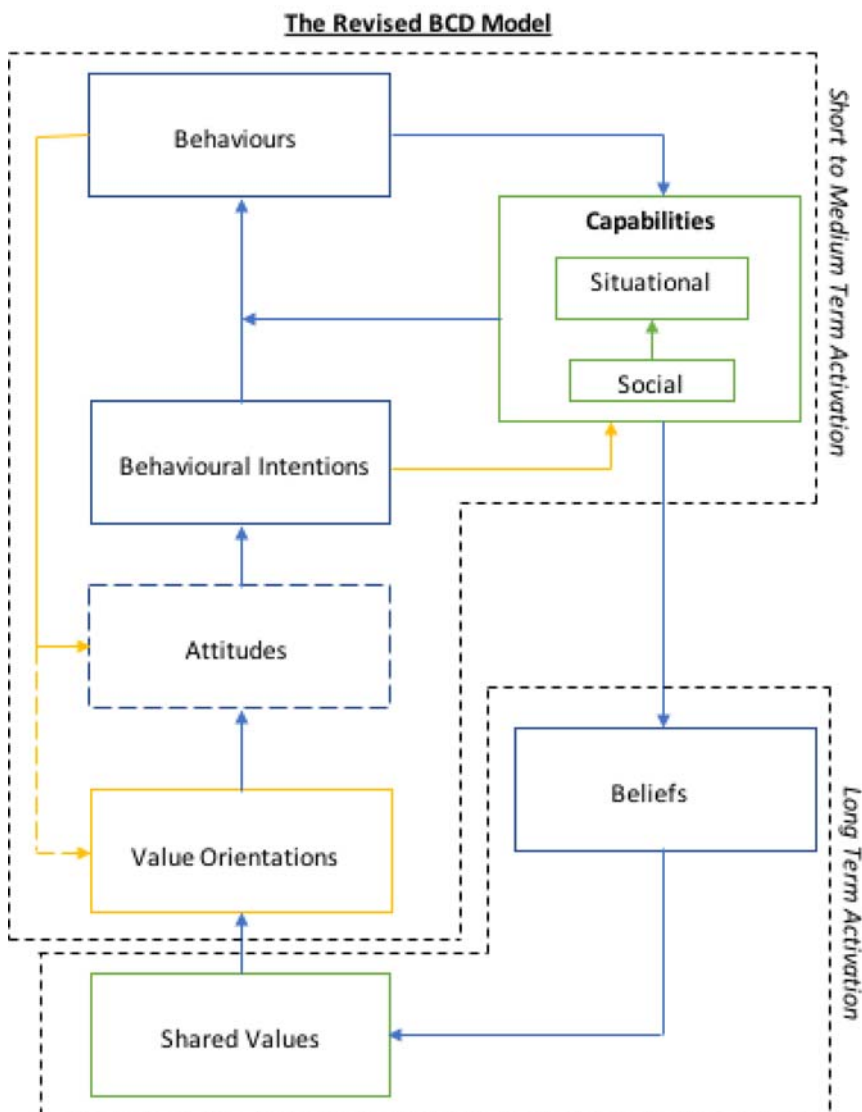 The Revised BCD Model
Behaviours
Capabilities
Situational
Social
Short to Medium Term Activation
Behavioural Intentions
Attitudes
Value Orientations
Beliefs
Long Term Activation
Shared Values